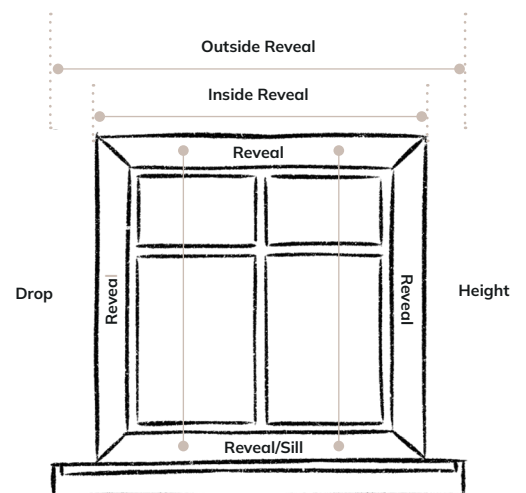 Outside Reveal
Inside Reveal
Reveal
Reveal
Reveal
Drop
Height
Reveal/Sill